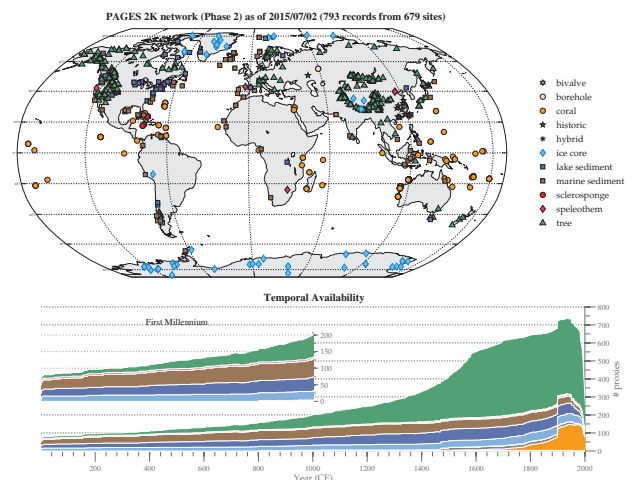 PAGES 2K network (Phase 2) as of 2015/07/02 (793 records from 679 sites)
bivalve
borehole
coral
historic
hybrid
ice core
lake sediment
marine sediment
sclerosponge
speleothem
tree
Temporal Availability
First Millennium
200
150
100
50
0
800
700
600
500
400
300
200
100
0
# proxies
200
400
600
800
1000
1200
1400
1600
1800
2000
Year (CE)